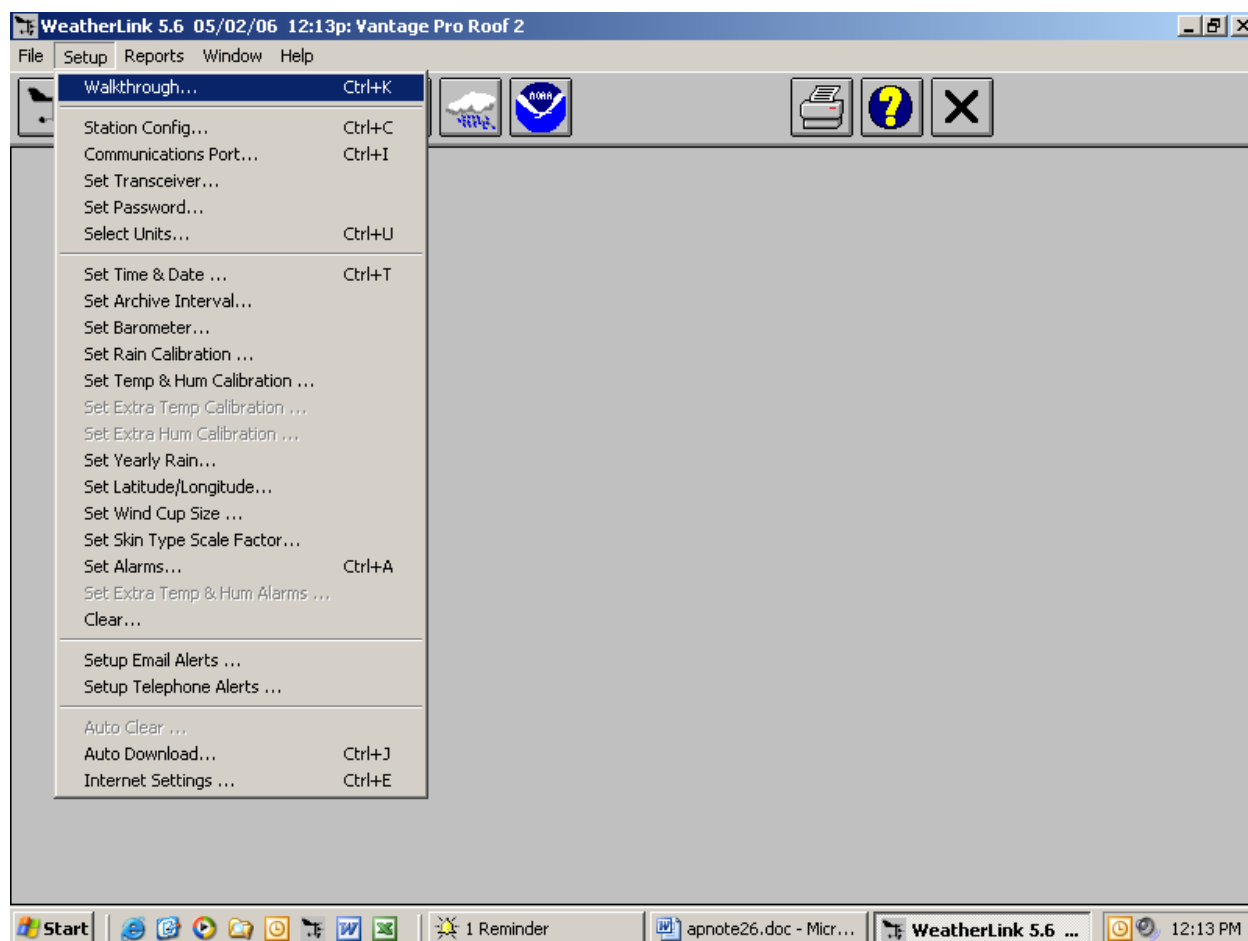 WeatherLink 5.6 05/02/06 12:13p: Vantage Pro Roof 2
File Setup Reports Window Help
NOAA
Walkthrough... Ctrl+K
Station Config... Ctrl+C
Communications Port... Ctrl+I
Set Transceiver...
Set Password...
Select Units... Ctrl+U
Set Time & Date ... Ctrl+T
Set Archive Interval...
Set Barometer...
Set Rain Calibration ...
Set Temp & Hum Calibration ...
Set Extra Temp Calibration ...
Set Extra Hum Calibration ...
Set Yearly Rain...
Set Latitude/Longitude...
Set Wind Cup Size ...
Set Skin Type Scale Factor...
Set Alarms... Ctrl+A
Set Extra Temp & Hum Alarms ...
Clear...
Setup Email Alerts ...
Setup Telephone Alerts ...
Auto Clear ...
Auto Download... Ctrl+J
Internet Settings ... Ctrl+E
Start 1 Reminder apnote26.doc - Micr... WeatherLink 5.6 ... 12:13 PM